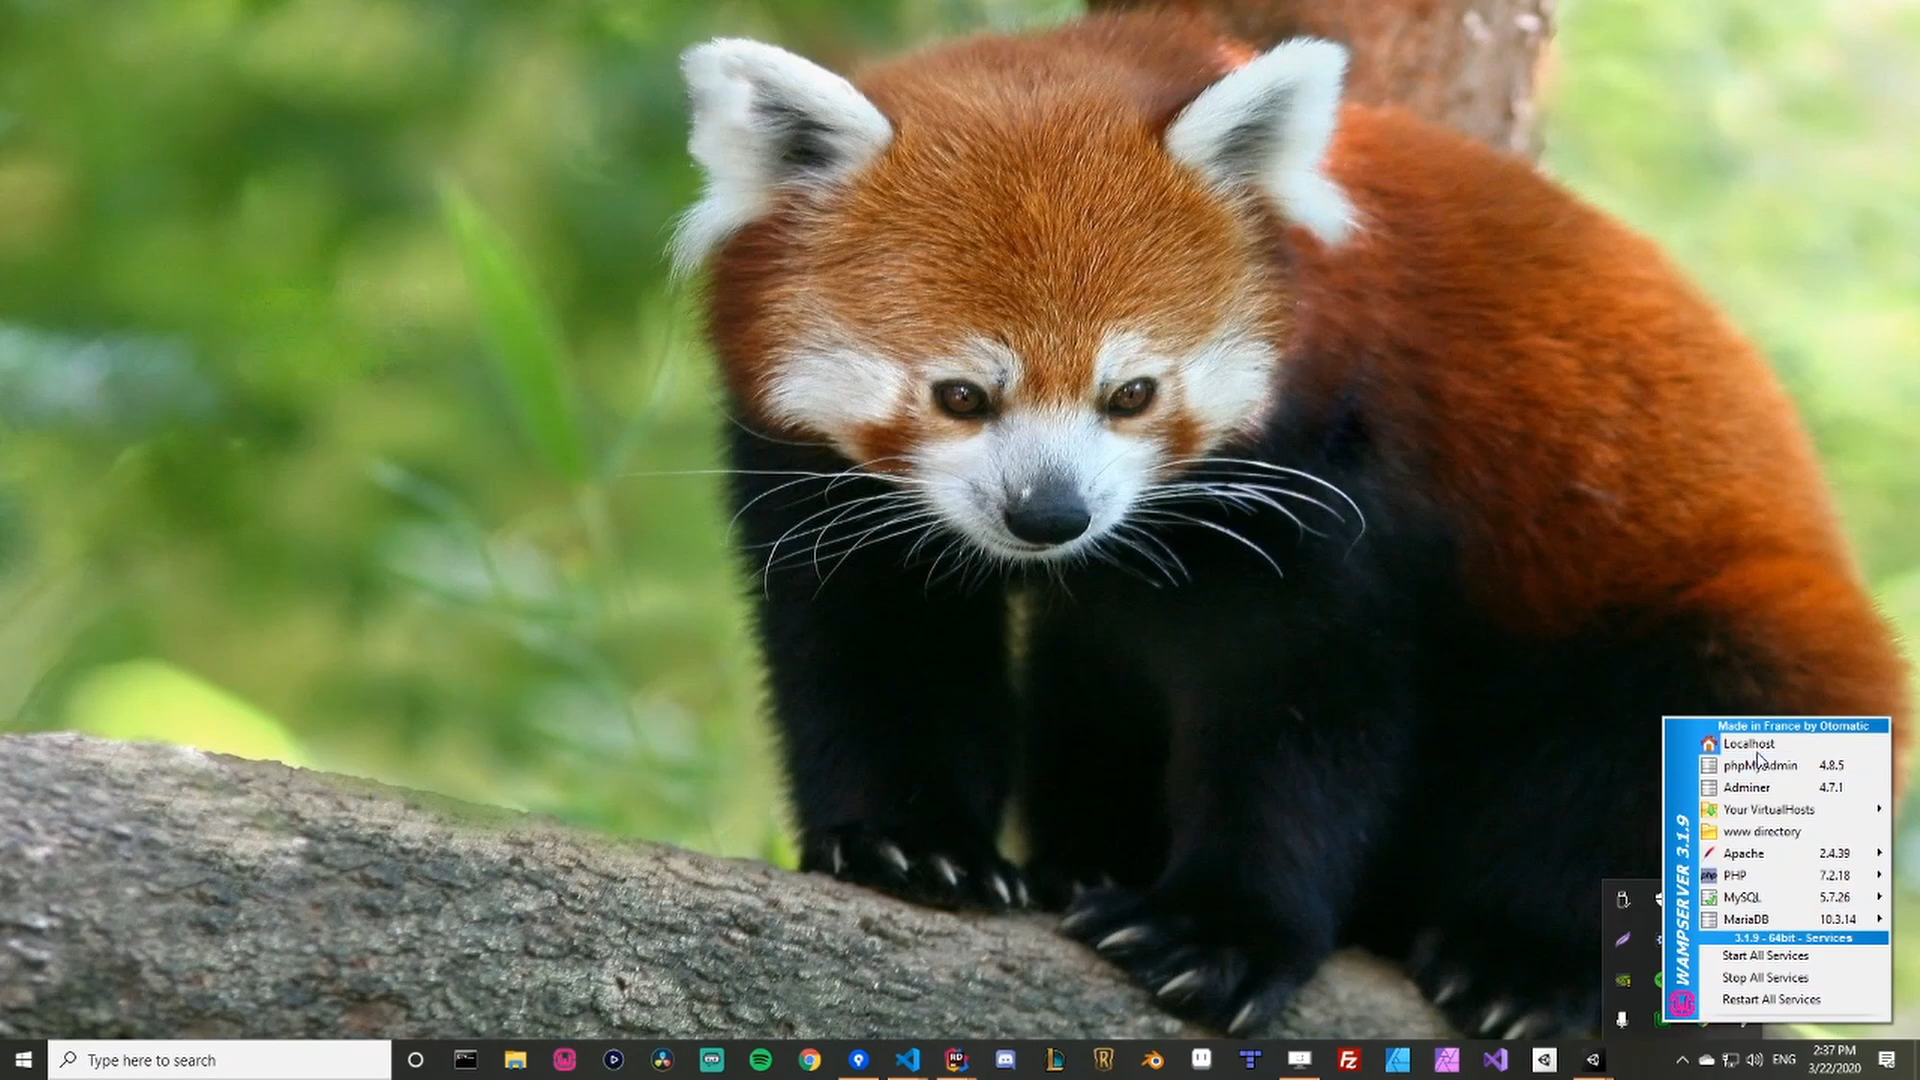 Made in France by Otomatic
Localhost
phpMyAdmin 4.8.5
Adminer 4.7.1
Your VirtualHosts
www directory
Apache 2.4.39
php PHP 7.2.18
MySQL 5.7.26
MariaDB 10.3.14
3.1.9 - 64bit - Services
Start All Services
Stop All Services
Restart All Services
WAMPSERVER 3.1.9
Type here to search
RD
R
FZ
ENG
2:37 PM
3/22/2020